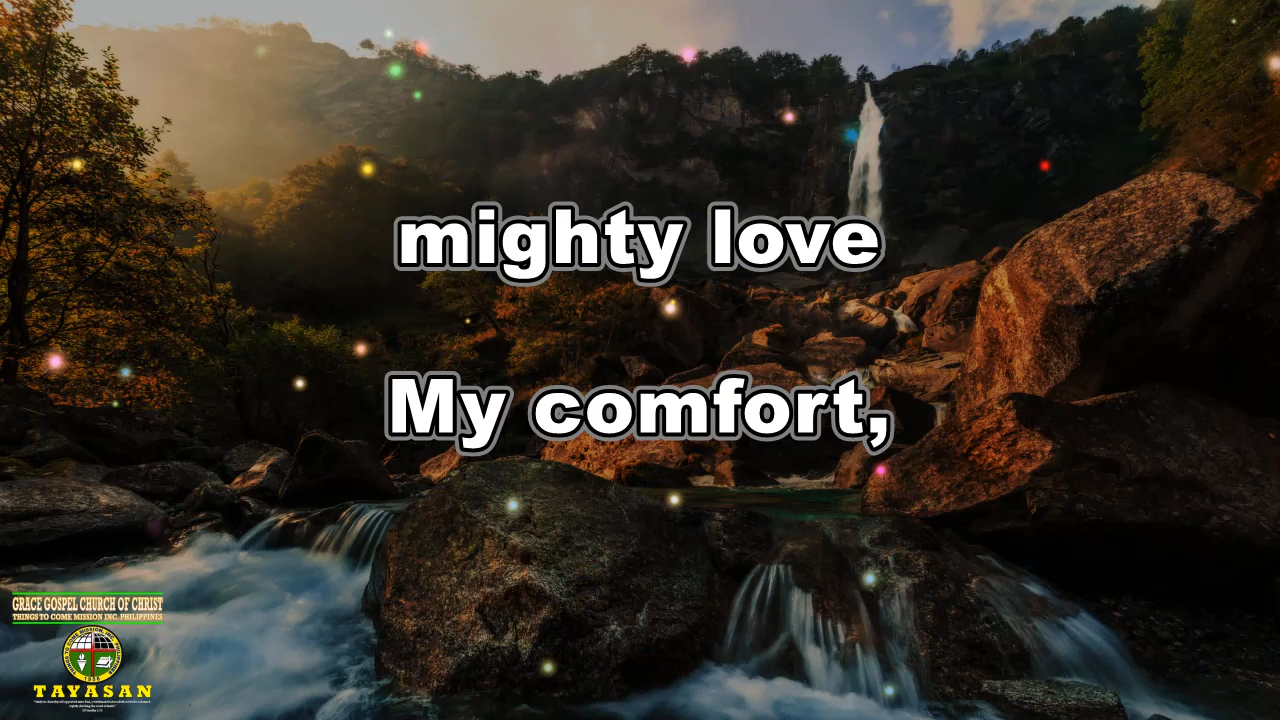 mighty love
My comfort,
GRACE GOSPEL CHURCH OF CHRIST
THINGS TO COME MISSION INC. PHILIPPINES
TAYASAN